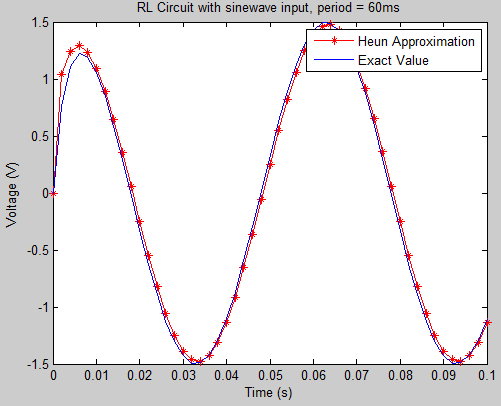 RL Circuit with sinewave input, period = 60ms
Heun Approximation
Exact Value
Voltage (V)
1.5
1
0.5
0
-0.5
-1
-1.5
0 0.01 0.02 0.03 0.04 0.05 0.06 0.07 0.08 0.09 0.1
Time (s)